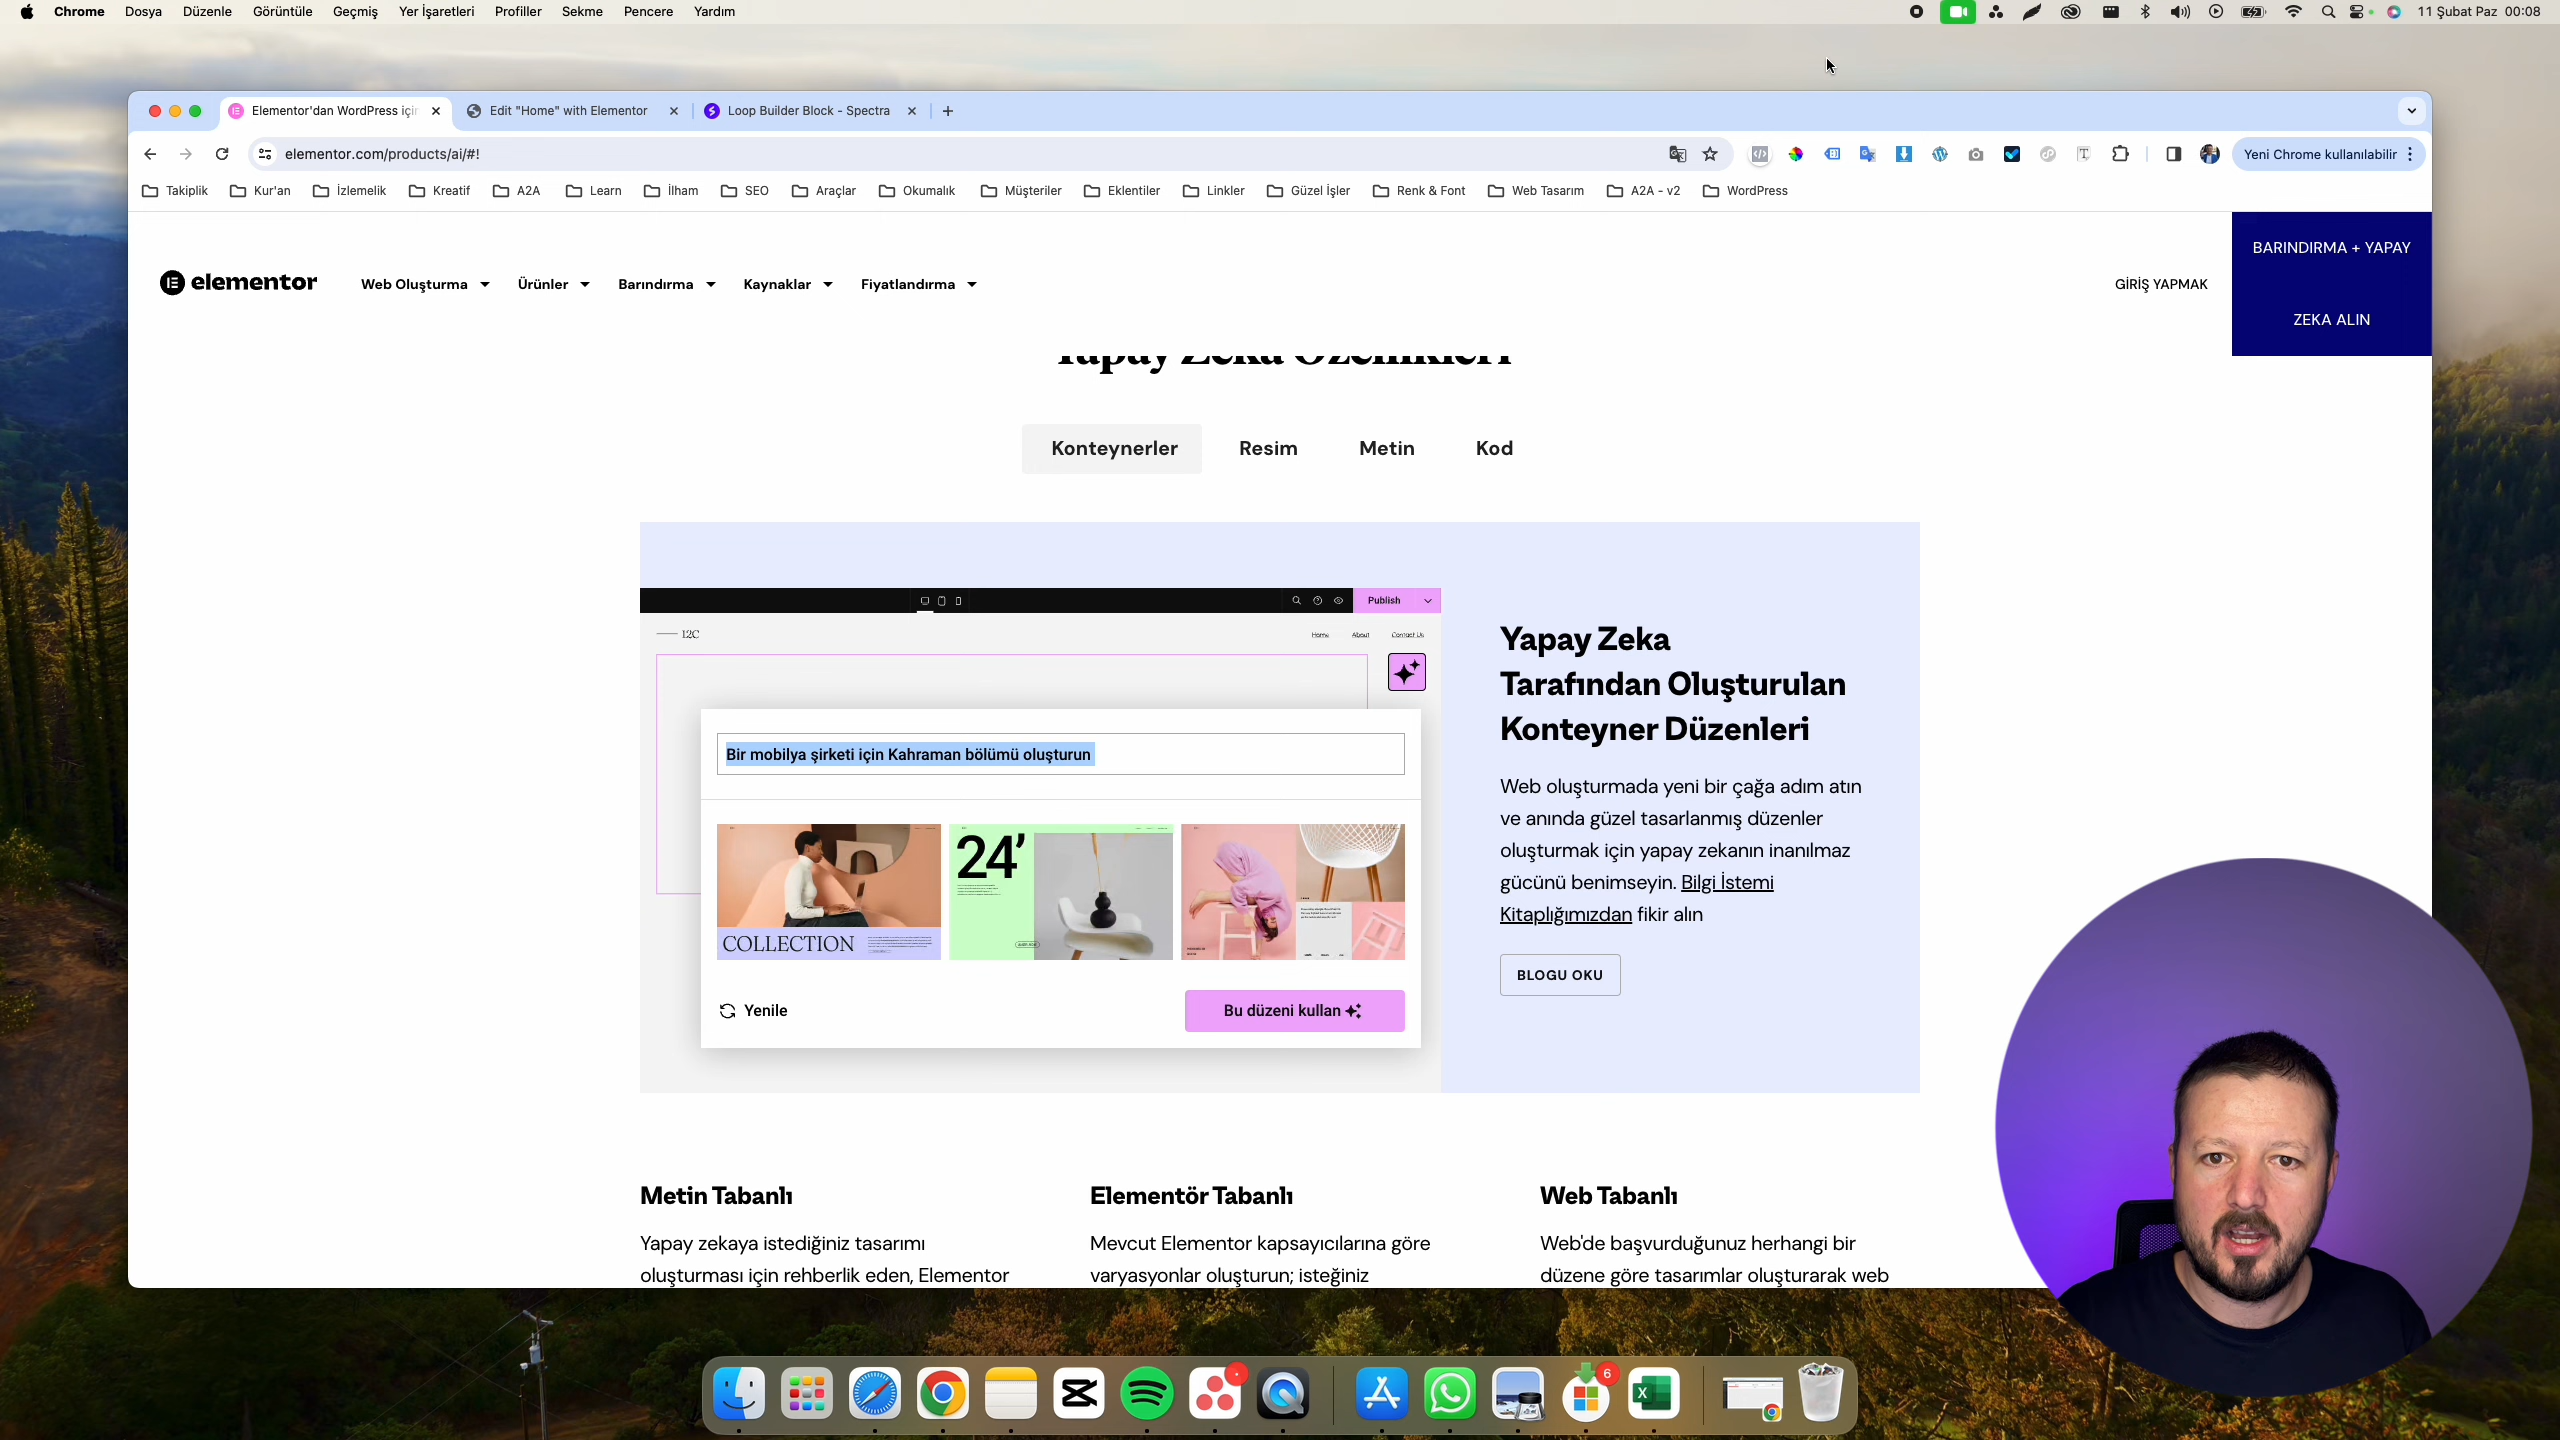 Chrome Dosya Düzenle Görüntüle Geçmiş Yer İşaretleri Profiller Sekme Pencere Yardım
11 Şubat Paz 00:08
Elementor'dan WordPress için
Edit "Home" with Elementor
Loop Builder Block - Spectra
elementor.com/products/ai/#!
Yeni Chrome kullanılabilir
Takiplik Kur'an İzlemelik Kreatif A2A Learn İlham SEO Araçlar Okumalık Müşteriler Eklentiler Linkler Güzel İşler Renk & Font Web Tasarım A2A - v2 WordPress
BARINDIRMA + YAPAY
ZEKA ALIN
elementor
Web Oluşturma Ürünler Barındırma Kaynaklar Fiyatlandırma
GİRİŞ YAPMAK
Yapay Zeka Özellikleri
Konteynerler Resim Metin Kod
Publish
12C
Home About Contact Us
Bir mobilya şirketi için Kahraman bölümü oluşturun
COLLECTION
24’
Yenile
Bu düzeni kullan
Yapay Zeka
Tarafından Oluşturulan
Konteyner Düzenleri
Web oluşturmada yeni bir çağa adım atın
ve anında güzel tasarlanmış düzenler
oluşturmak için yapay zekanın inanılmaz
gücünü benimseyin. Bilgi İstemi
Kitaplığımızdan fikir alın
BLOGU OKU
Metin Tabanlı
Yapay zekaya istediğiniz tasarımı
oluşturması için rehberlik eden, Elementor
Elementör Tabanlı
Mevcut Elementor kapsayıcılarına göre
varyasyonlar oluşturun; isteğiniz
Web Tabanlı
Web'de başvurduğunuz herhangi bir
düzene göre tasarımlar oluşturarak web
6